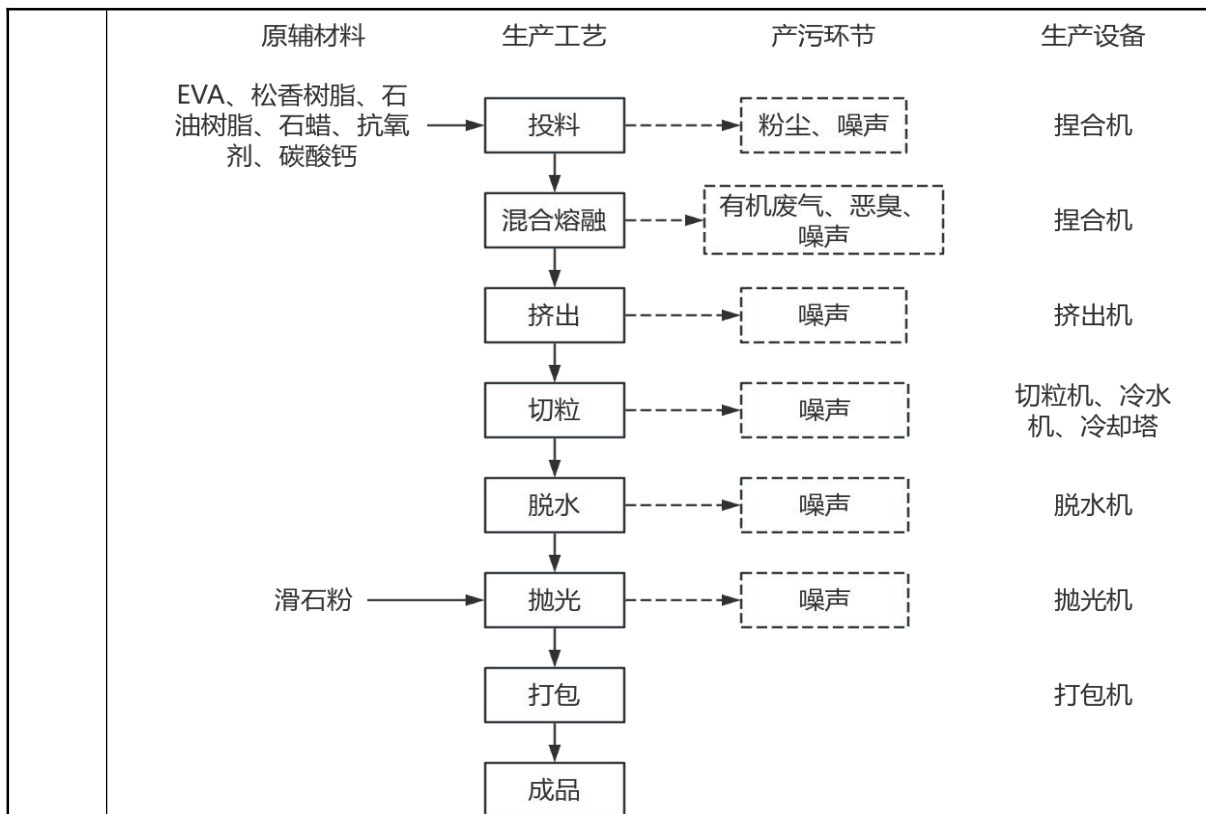 原辅材料 生产工艺 产污环节 生产设备
EVA、松香树脂、石
油树脂、石蜡、抗氧
剂、碳酸钙
投料
粉尘、噪声
捏合机
混合熔融
有机废气、恶臭、
噪声
捏合机
挤出
噪声
挤出机
切粒
噪声
切粒机、冷水
机、冷却塔
脱水
噪声
脱水机
滑石粉
抛光
噪声
抛光机
打包
打包机
成品